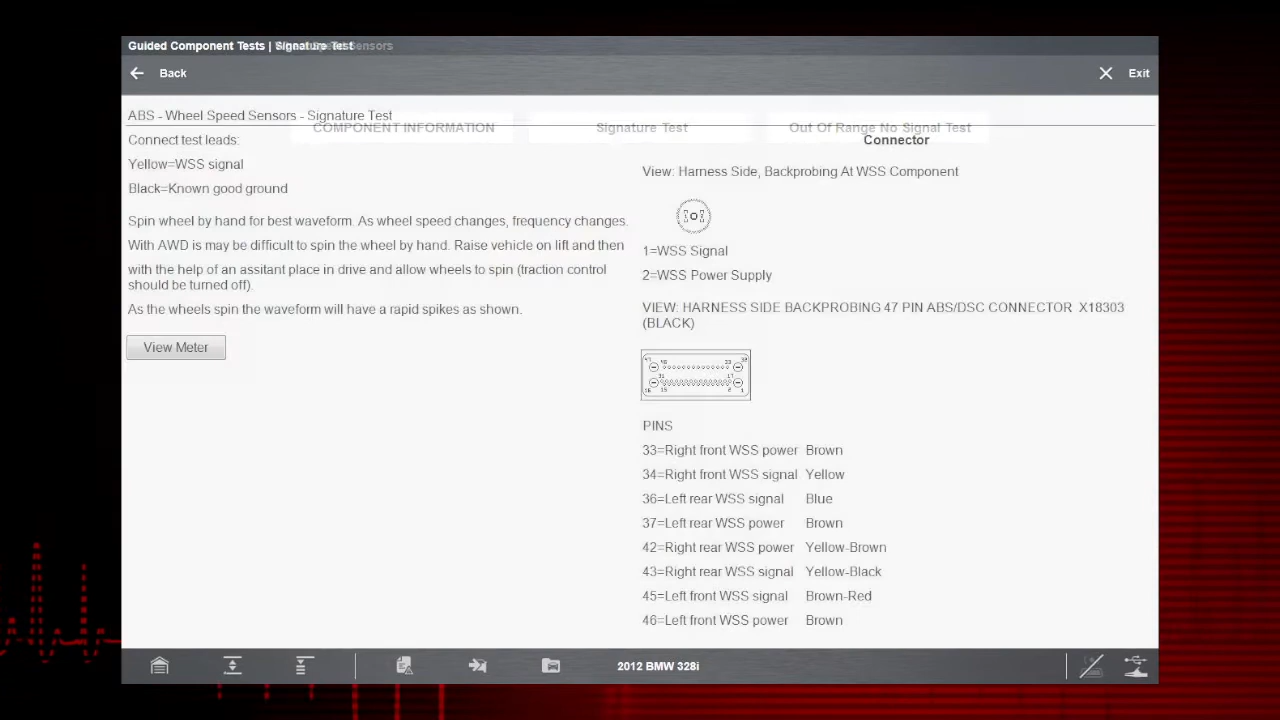 Guided Component Tests | Signature Test
Back
Exit
COMPONENT INFORMATION
Signature Test
Out Of Range No Signal Test
ABS - Wheel Speed Sensors - Signature Test
Connect test leads:
Yellow=WSS signal
Black=Known good ground
Spin wheel by hand for best waveform. As wheel speed changes, frequency changes.
With AWD is may be difficult to spin the wheel by hand. Raise vehicle on lift and then
with the help of an assitant place in drive and allow wheels to spin (traction control
should be turned off).
As the wheels spin the waveform will have a rapid spikes as shown.
View Meter
Connector
View: Harness Side, Backprobing At WSS Component
1=WSS Signal
2=WSS Power Supply
VIEW: HARNESS SIDE BACKPROBING 47 PIN ABS/DSC CONNECTOR X18303
(BLACK)
PINS
33=Right front WSS power Brown
34=Right front WSS signal Yellow
36=Left rear WSS signal Blue
37=Left rear WSS power Brown
42=Right rear WSS power Yellow-Brown
43=Right rear WSS signal Yellow-Black
45=Left front WSS signal Brown-Red
46=Left front WSS power Brown
2012 BMW 328i